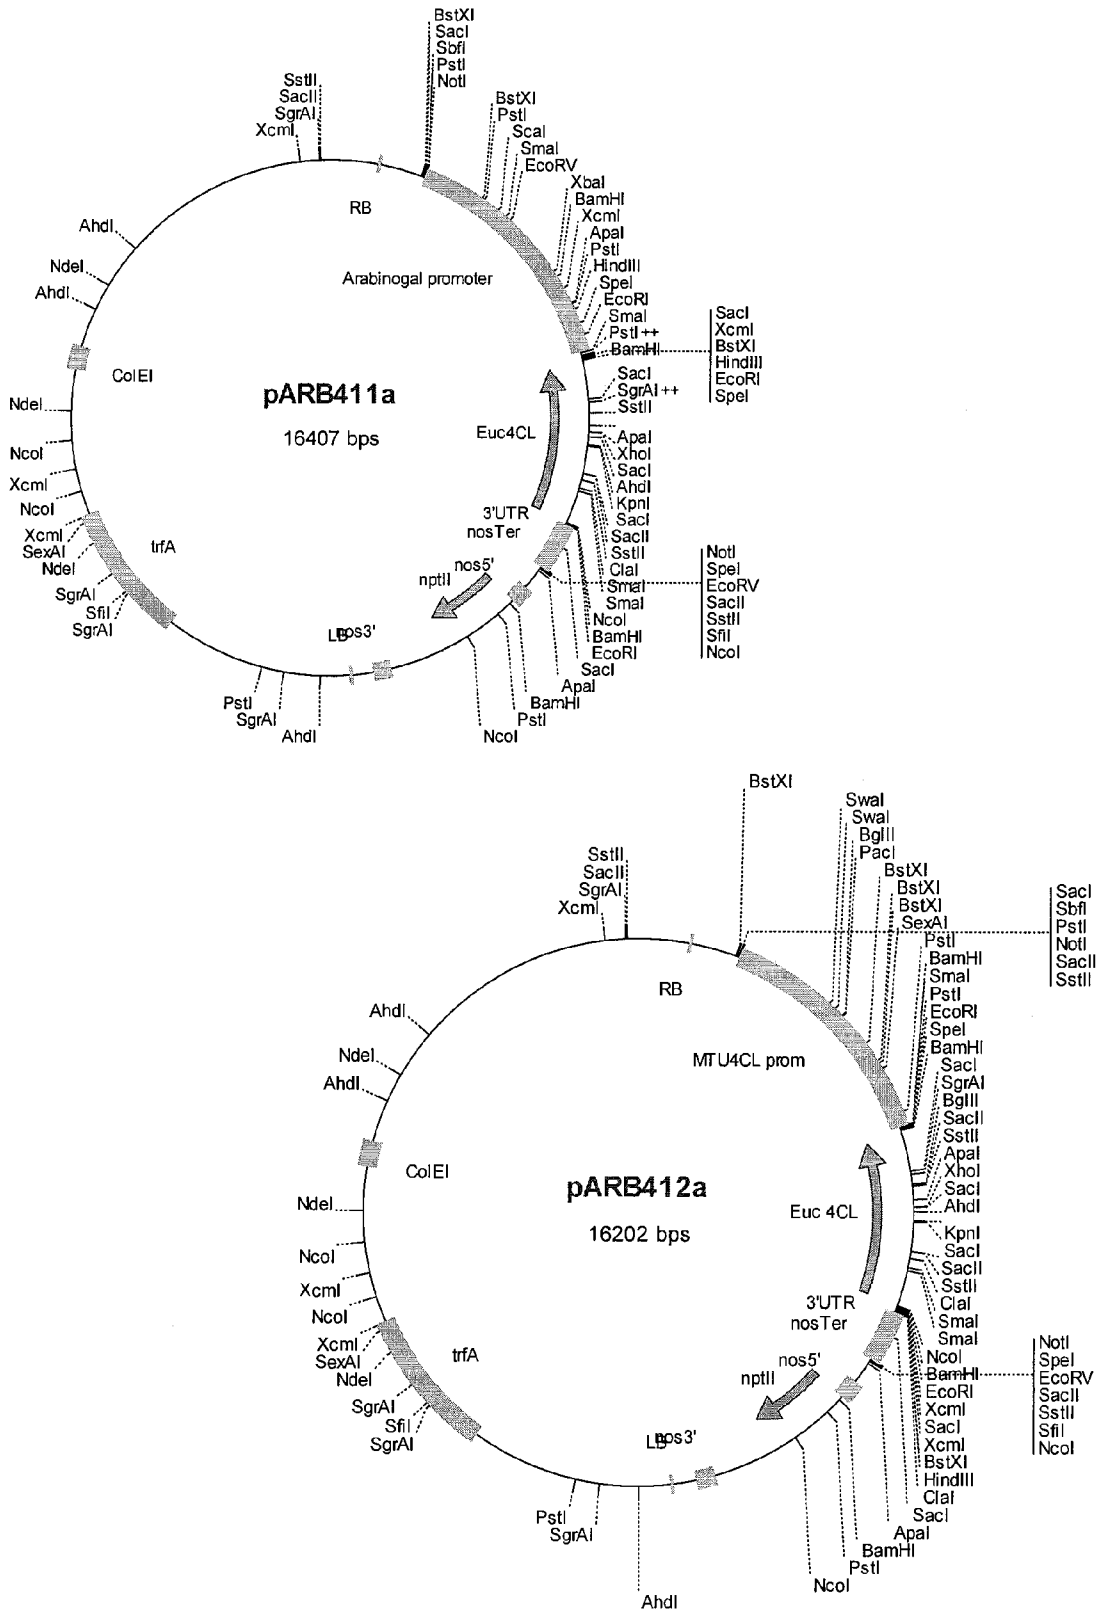 BstXI
SacI
SbfI
PstI
NotI
SstII
SacII
SgrAI
XcmI
BstXI
PstI
ScaI
SmaI
EcoRV
XbaI
BamHI
XcmI
ApaI
PstI
HindIII
SpeI
EcoRI
SmaI
PstI++
BamHI
SacI
XcmI
BstXI
HindIII
EcoRI
SpeI
SacI
SgrAI++
SstII
ApaI
XhoI
SacI
AhdI
KpnI
SacI
SacII
SstII
ClaI
SmaI
SmaI
NcoI
BamHI
EcoRI
SacI
ApaI
BamHI
PstI
NcoI
NotI
SpeI
EcoRV
SacII
SstII
SfiI
NcoI
AhdI
NdeI
AhdI
NdeI
NcoI
XcmI
NcoI
XcmI
SexAI
NdeI
SgrAI
SfiI
SgrAI
PstI
SgrAI
AhdI
RB
Arabinogal promoter
ColEI
pARB411a
16407 bps
Euc4CL
3'UTR
nosTer
nos5'
nptII
trfA
LB
nos3'
BstXI
SwaI
SwaI
BglII
PacI
BstXI
BstXI
BstXI
SexAI
PstI
BamHI
SmaI
PstI
EcoRI
SpeI
BamHI
SacI
SgrAI
BglII
SacII
SstII
ApaI
XhoI
SacI
AhdI
KpnI
SacI
SacII
SstII
ClaI
SmaI
SmaI
NcoI
BamHI
EcoRI
XcmI
SacI
XcmI
BstXI
HindIII
ClaI
SacI
ApaI
BamHI
PstI
NcoI
AhdI
SacI
SbfI
PstI
NotI
SacII
SstII
NotI
SpeI
EcoRV
SacII
SstII
SfiI
NcoI
SstII
SacII
SgrAI
XcmI
AhdI
NdeI
AhdI
NdeI
NcoI
XcmI
NcoI
XcmI
SexAI
NdeI
SgrAI
SfiI
SgrAI
PstI
SgrAI
RB
MTU4CL prom
ColEI
pARB412a
16202 bps
Euc 4CL
3'UTR
nosTer
nos5'
nptII
trfA
LB
nos3'